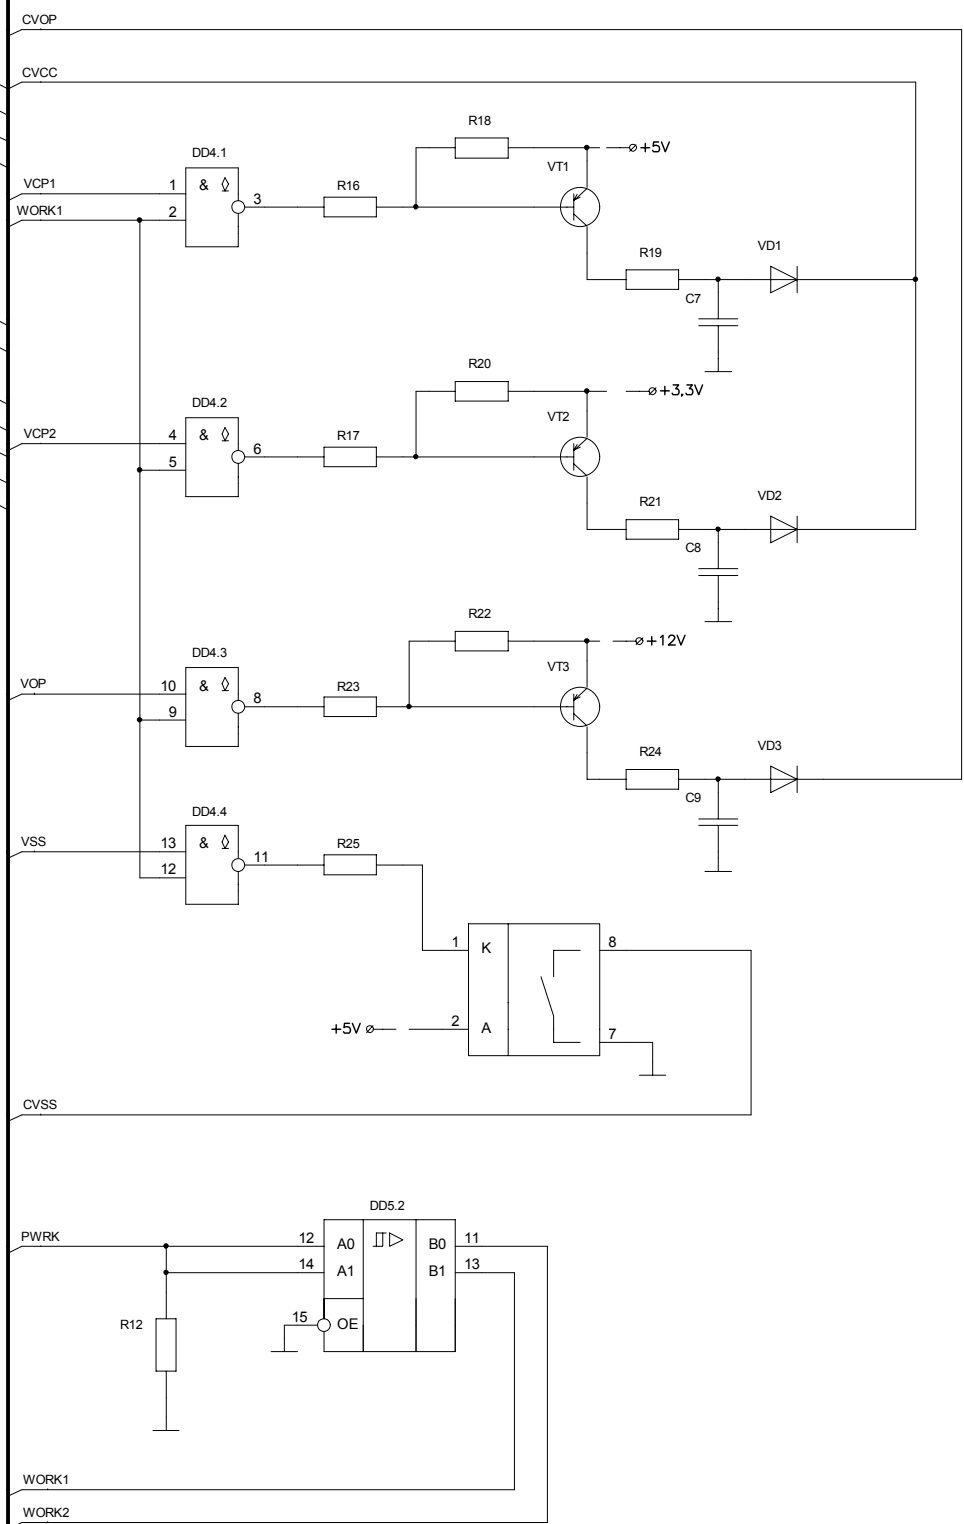 CVOP
CVCC
R18
+5V
DD4.1
VT1
VCP1
1
&
3
R16
WORK1
2
R19
VD1
C7
R20
+3,3V
DD4.2
VT2
VCP2
4
&
6
R17
5
R21
VD2
C8
R22
+12V
DD4.3
VT3
VOP
10
&
8
R23
9
R24
VD3
C9
DD4.4
VSS
13
&
11
R25
12
1
K
8
+5V
2
A
7
CVSS
DD5.2
PWRK
12
A0
B0
11
14
A1
B1
13
R12
15
OE
WORK1
WORK2